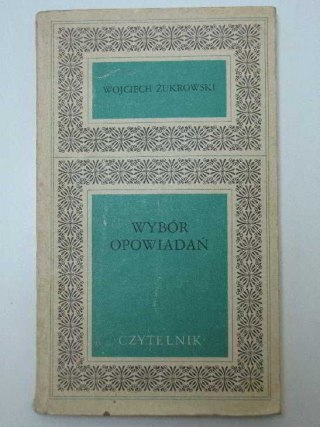 WOJCIECH ŻUKROWSKI
WYBÓR
OPOWIADAŃ
CZYTELNIK